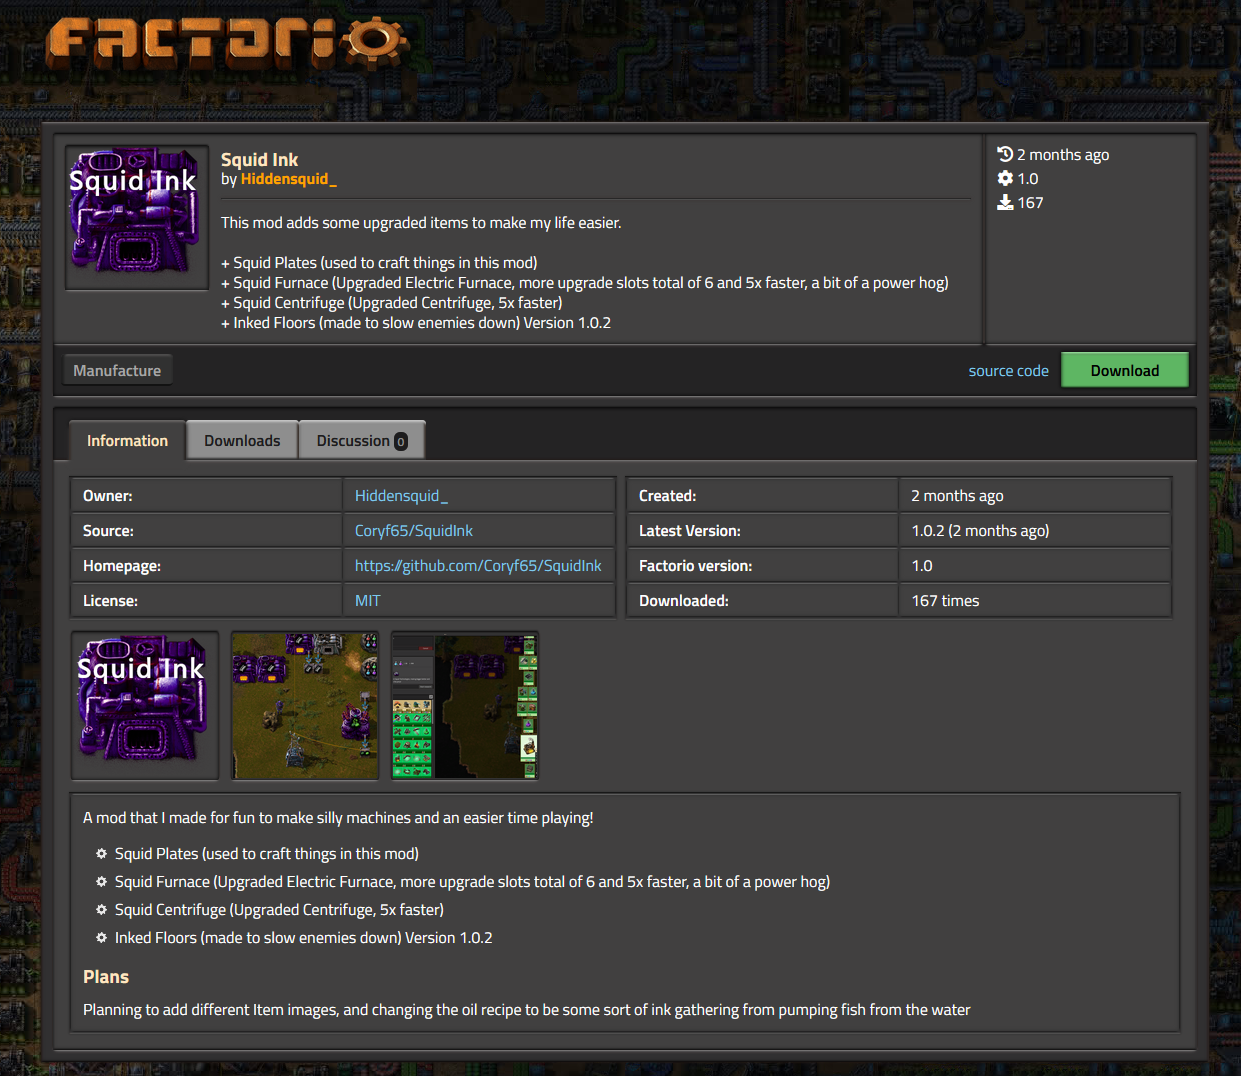 FACTORIO
Squid Ink
Squid Ink
by Hiddensquid_
This mod adds some upgraded items to make my life easier.
+ Squid Plates (used to craft things in this mod)
+ Squid Furnace (Upgraded Electric Furnace, more upgrade slots total of 6 and 5x faster, a bit of a power hog)
+ Squid Centrifuge (Upgraded Centrifuge, 5x faster)
+ Inked Floors (made to slow enemies down) Version 1.0.2
2 months ago
1.0
167
Manufacture
source code
Download
Information
Downloads
Discussion 0
Owner: Hiddensquid_
Source: Coryf65/SquidInk
Homepage: https://github.com/Coryf65/SquidInk
License: MIT
Created: 2 months ago
Latest Version: 1.0.2 (2 months ago)
Factorio version: 1.0
Downloaded: 167 times
Squid Ink
A mod that I made for fun to make silly machines and an easier time playing!
Squid Plates (used to craft things in this mod)
Squid Furnace (Upgraded Electric Furnace, more upgrade slots total of 6 and 5x faster, a bit of a power hog)
Squid Centrifuge (Upgraded Centrifuge, 5x faster)
Inked Floors (made to slow enemies down) Version 1.0.2
Plans
Planning to add different Item images, and changing the oil recipe to be some sort of ink gathering from pumping fish from the water